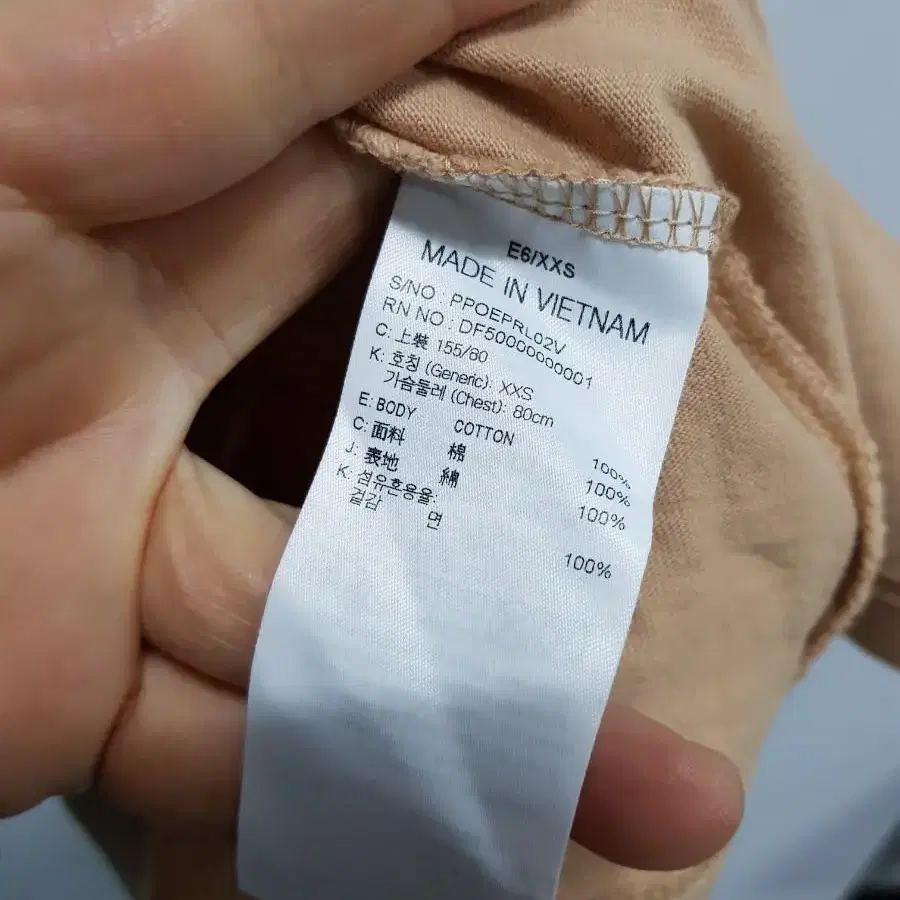 E6/XXS
MADE IN VIETNAM
S/NO : PPOEPRL02V
RN NO : DF50000000001
C: 上裝 155/80
K: 호칭 (Generic): XXS
가슴둘레 (Chest): 80cm
E: BODY COTTON 100%
C: 面料 棉 100%
J: 表地 綿 100%
K: 섬유혼용율:
겉감 면 100%